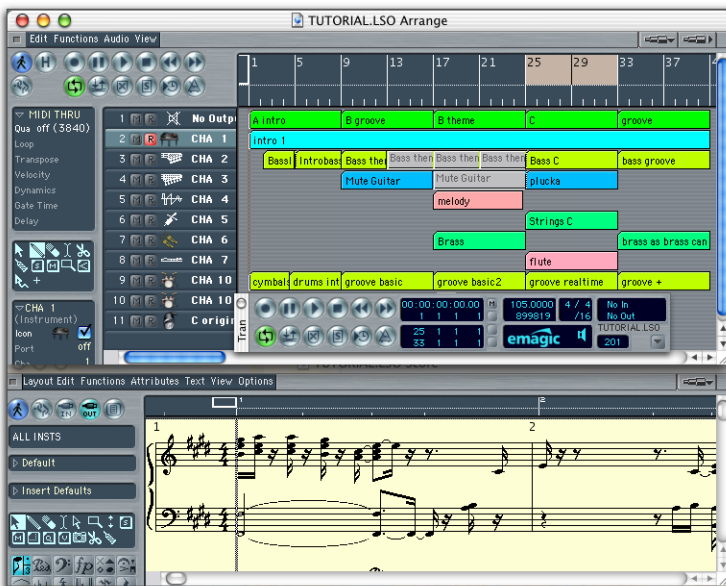 TUTORIAL.LSO Arrange
Edit Functions Audio View
1 5 9 13 17 21 25 29 33 37
MIDI THRU
Qua off (3840)
Loop
Transpose
Velocity
Dynamics
Gate Time
Delay
1 M R No Outpu
2 M R CHA 1
3 M R CHA 2
4 M R CHA 3
5 M R CHA 4
6 M R CHA 5
7 M R CHA 6
8 M R CHA 7
9 M R CHA 10
10 M R CHA 10
11 M R C origin
A intro B groove B theme C groove
intro 1
Bassl Introbass Bass ther Bass then Bass then Bass then Bass C bass groove
Mute Guitar Mute Guitar plucka
melody
Strings C
Brass brass as brass can
flute
cymbals drums int groove basic groove basic2 groove realtime groove +
CHA 1
(Instrument)
Icon
Port off
1
Tran
00:00:00:00.00
1 1 1 1
105.0000 4 / 4
899819 /16
No In
No Out
25 1 1 1
33 1 1 1
emagic
TUTORIAL.LSO
201
TUTORIAL.LSO Score
Layout Edit Functions Attributes Text View Options
IN OUT
ALL INSTS
Default
Insert Defaults
1 2
1 2